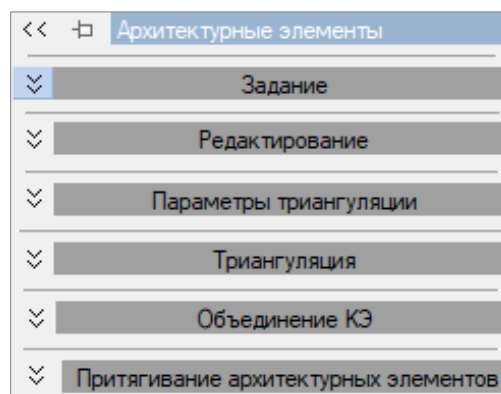 << Архитектурные элементы
Задание
Редактирование
Параметры триангуляции
Триангуляция
Объединение КЭ
Притягивание архитектурных элементов